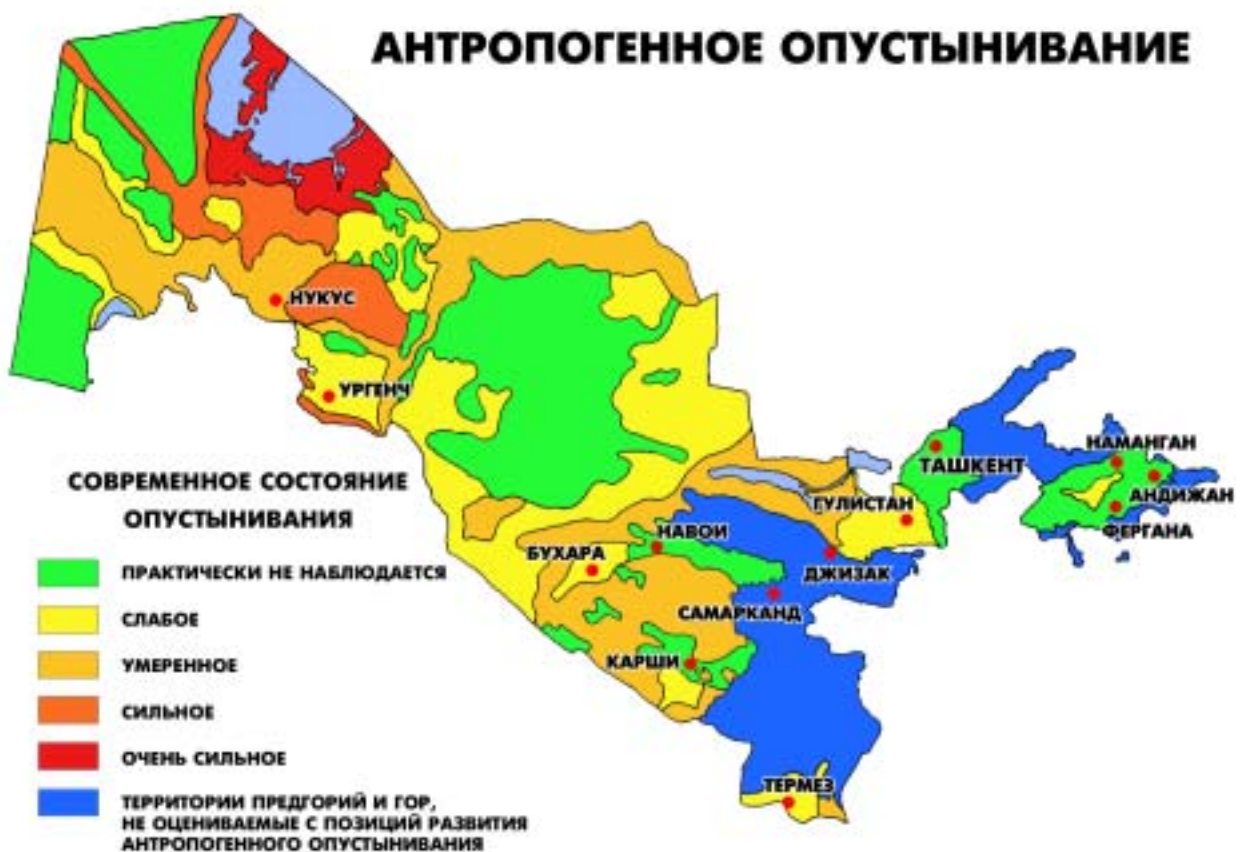 АНТРОПОГЕННОЕ ОПУСТЫНИВАНИЕ
НУКУС
УРГЕНЧ
НАМАНГАН
ТАШКЕНТ
АНДИЖАН
ГУЛИСТАН
ФЕРГАНА
НАВОИ
БУХАРА
ДЖИЗАК
САМАРКАНД
КАРШИ
ТЕРМЕЗ
СОВРЕМЕННОЕ СОСТОЯНИЕ
ОПУСТЫНИВАНИЯ
ПРАКТИЧЕСКИ НЕ НАБЛЮДАЕТСЯ
СЛАБОЕ
УМЕРЕННОЕ
СИЛЬНОЕ
ОЧЕНЬ СИЛЬНОЕ
ТЕРРИТОРИИ ПРЕДГОРИЙ И ГОР,
НЕ ОЦЕНИВАЕМЫЕ С ПОЗИЦИЙ РАЗВИТИЯ
АНТРОПОГЕННОГО ОПУСТЫНИВАНИЯ